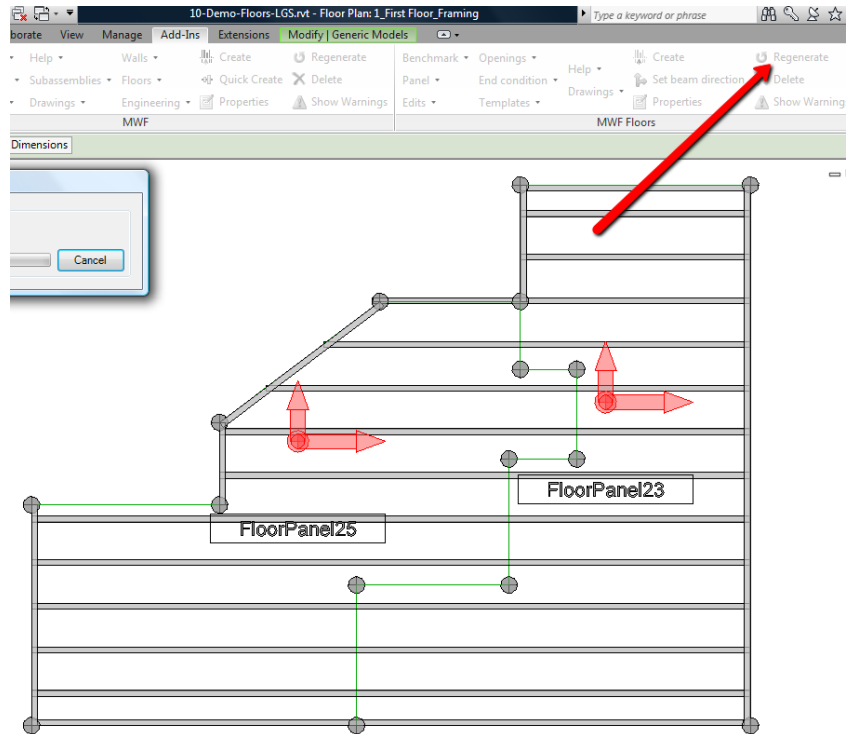 10-Demo-Floors-LGS.rvt - Floor Plan: 1_First Floor_Framing
Type a keyword or phrase
borate View Manage Add-Ins Extensions Modify | Generic Models
Help Walls Create Regenerate Benchmark Openings Help Create Regenerate
Subassemblies Floors Quick Create Delete Panel End condition Set beam direction Delete
Drawings Engineering Properties Show Warnings Edits Templates Drawings Properties Show Warning
MWF MWF Floors
Dimensions
Cancel
FloorPanel23
FloorPanel25